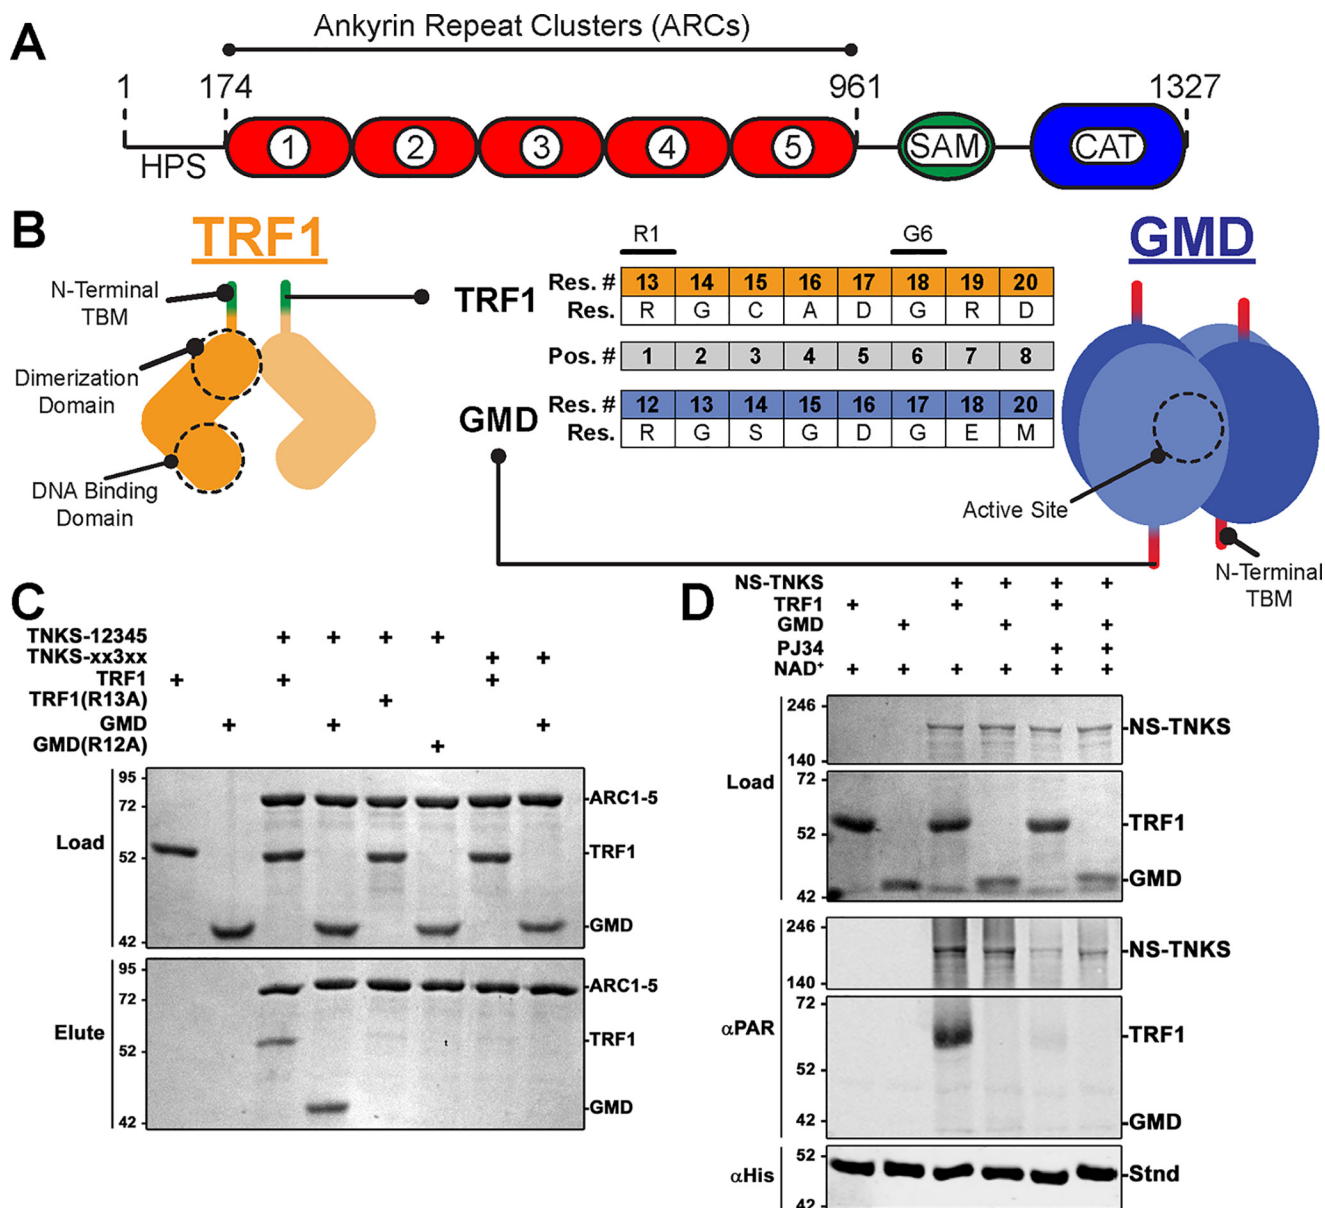 A
Ankyrin Repeat Clusters (ARCs)
1 174 961 1327
HPS 1 2 3 4 5 SAM CAT
B
TRF1
N-Terminal
TBM
Dimerization
Domain
DNA Binding
Domain
R1 G6
TRF1
Res. # 13 14 15 16 17 18 19 20
Res. R G C A D G R D
Pos. # 1 2 3 4 5 6 7 8
GMD
Res. # 12 13 14 15 16 17 18 20
Res. R G S G D G E M
GMD
Active Site
N-Terminal
TBM
C
TNKS-12345 + + + +
TNKS-xx3xx + +
TRF1 + + +
TRF1(R13A) +
GMD + + +
GMD(R12A) +
Load
95
72
52
42
ARC1-5
TRF1
GMD
Elute
95
72
52
42
ARC1-5
TRF1
GMD
D
NS-TNKS + + + +
TRF1 + + +
GMD + + +
PJ34 + +
NAD⁺ + + + + + +
Load
246
140
NS-TNKS
72
52
42
TRF1
GMD
αPAR
246
140
NS-TNKS
72
52
42
TRF1
GMD
αHis
52
42
Stnd